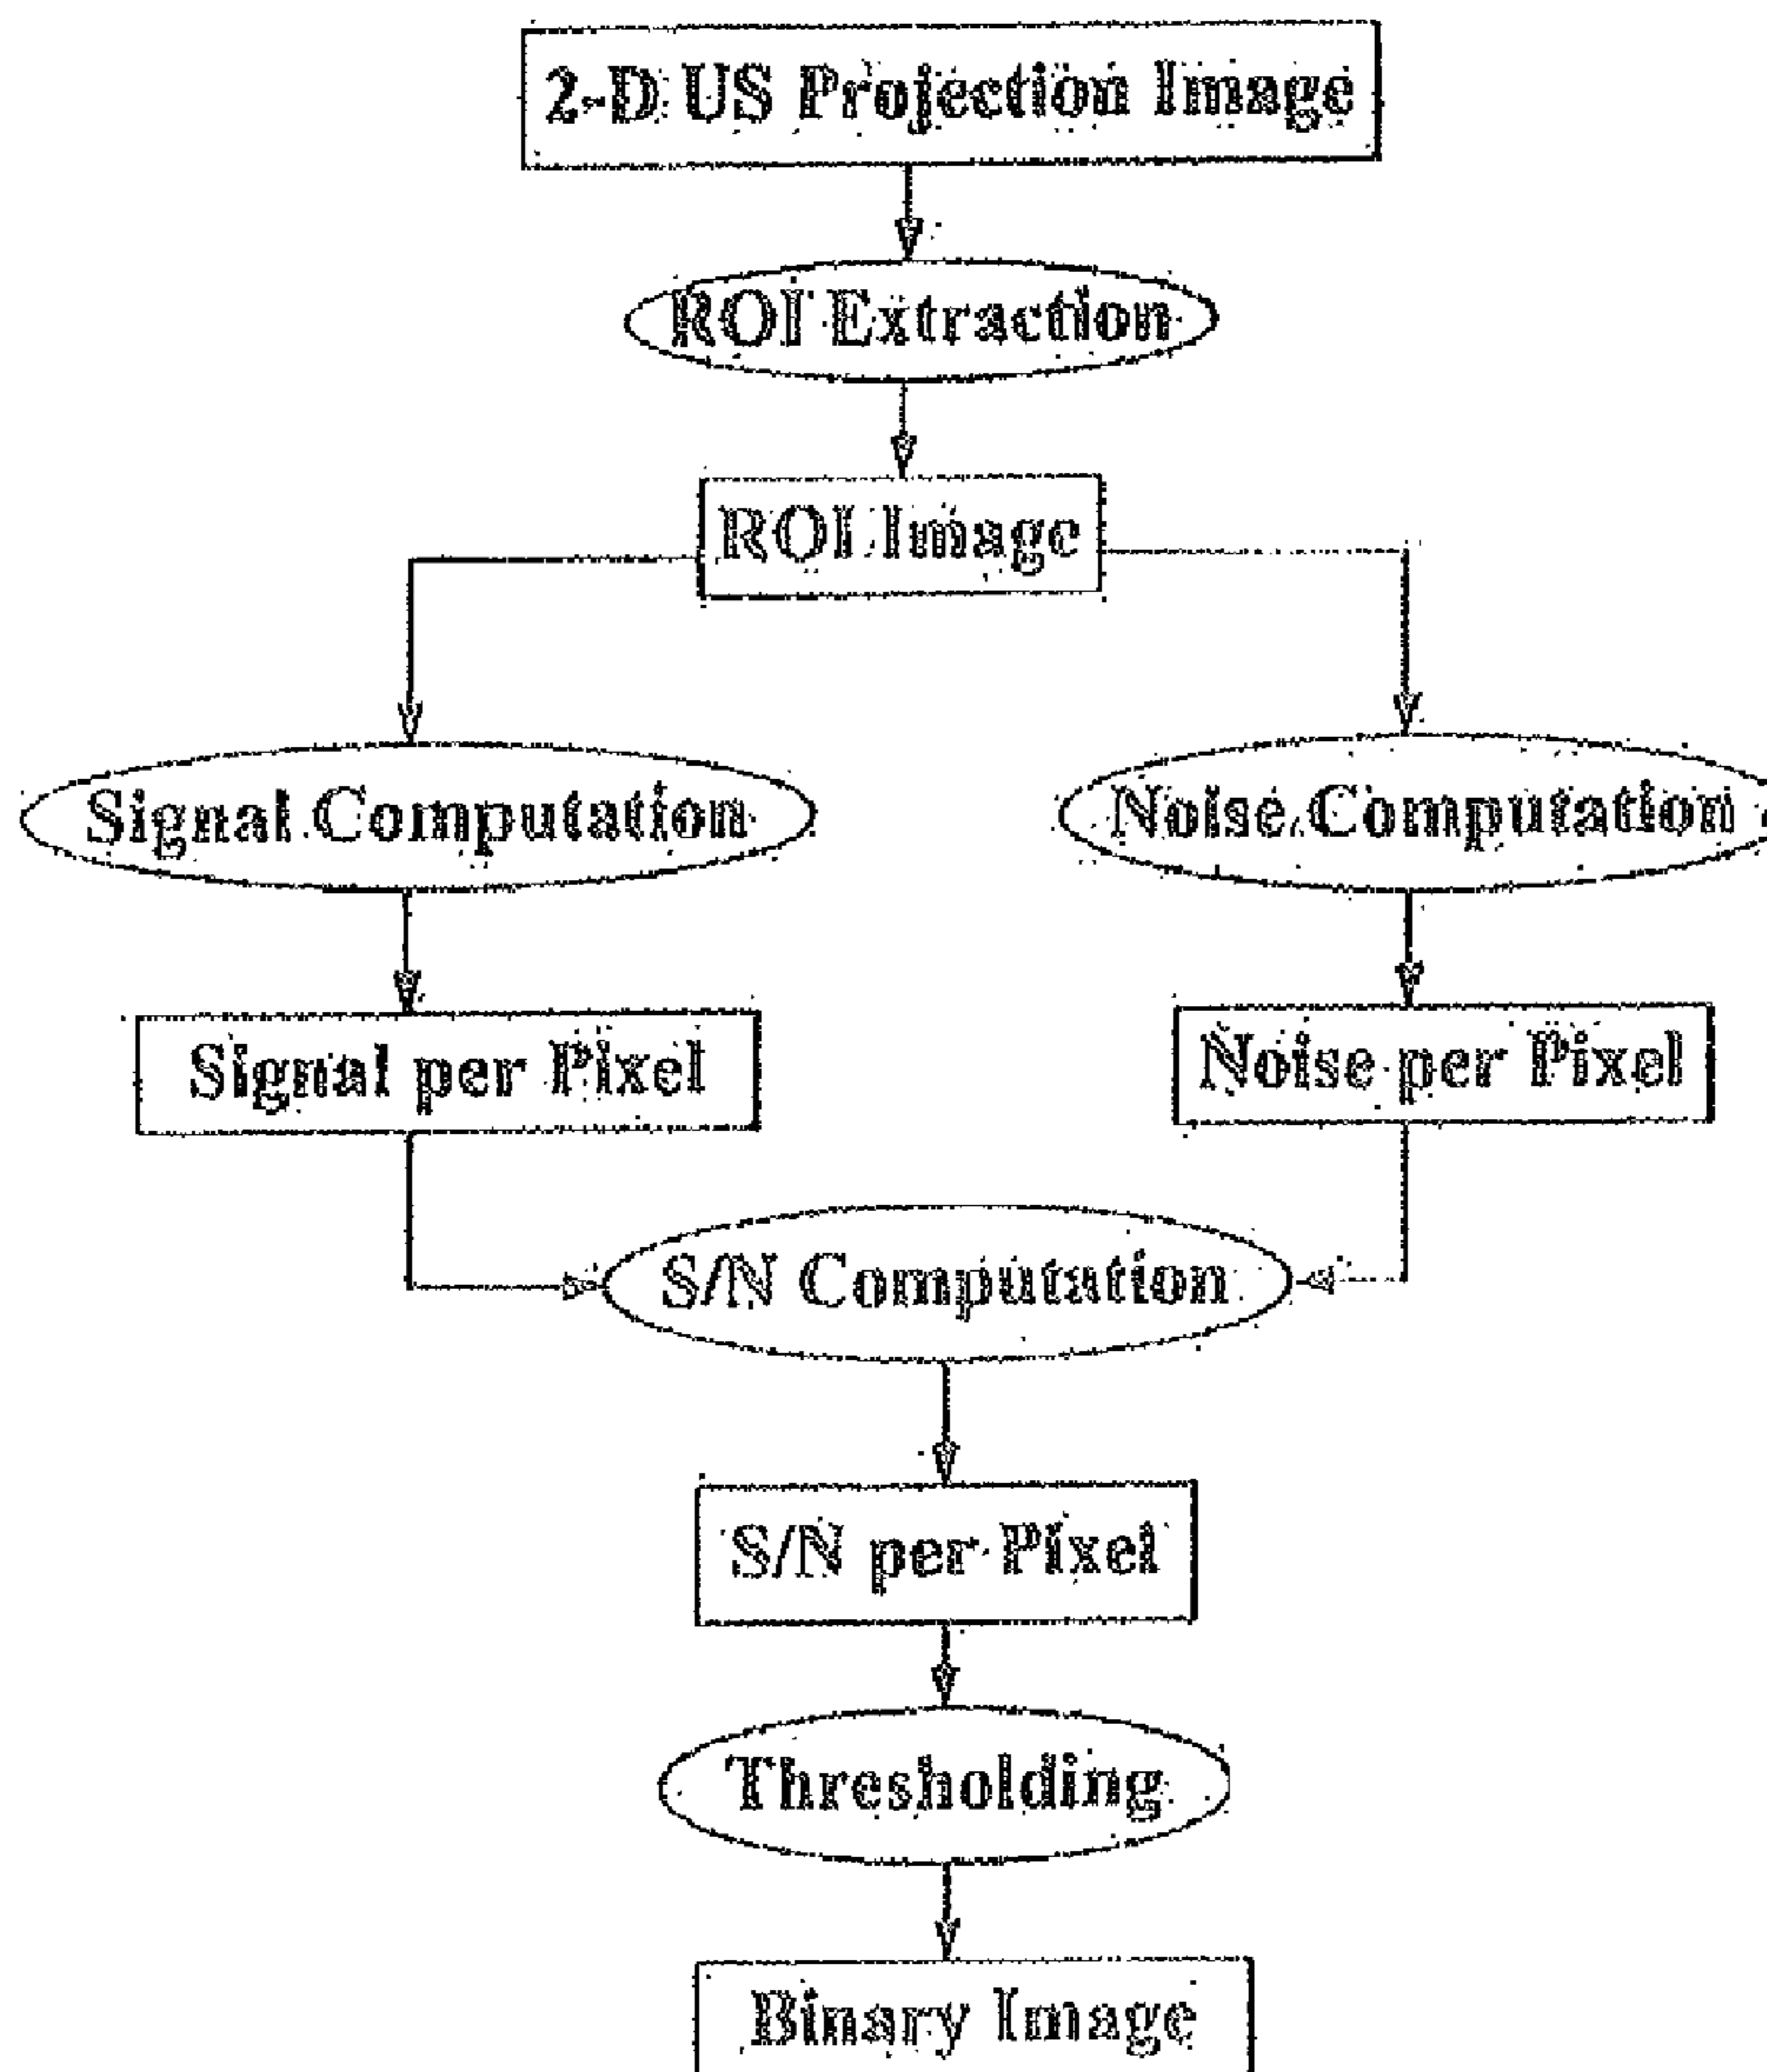 2-D US Projection Image
ROI Extraction
ROI Image
Signal Computation
Noise Computation
Signal per Pixel
Noise per Pixel
S/N Computation
S/N per Pixel
Thresholding
Binary Image